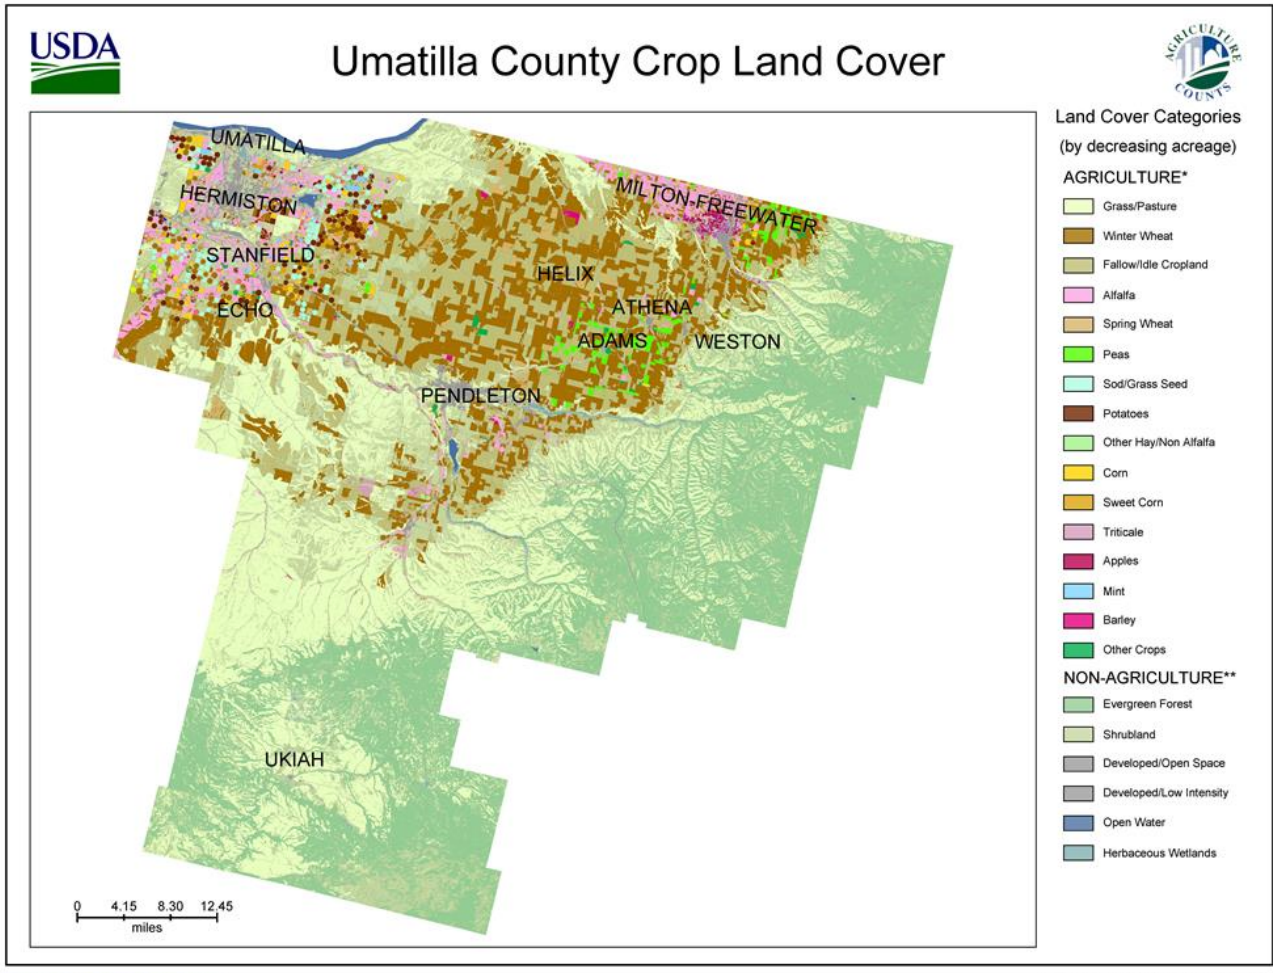 USDA
Umatilla County Crop Land Cover
AGRICULTURE
COUNTS
Land Cover Categories
(by decreasing acreage)
AGRICULTURE*
Grass/Pasture
Winter Wheat
Fallow/Idle Cropland
Alfalfa
Spring Wheat
Peas
Sod/Grass Seed
Potatoes
Other Hay/Non Alfalfa
Corn
Sweet Corn
Triticale
Apples
Mint
Barley
Other Crops
NON-AGRICULTURE**
Evergreen Forest
Shrubland
Developed/Open Space
Developed/Low Intensity
Open Water
Herbaceous Wetlands
UMATILLA
HERMISTON
MILTON-FREEWATER
STANFIELD
HELIX
ECHO
ATHENA
ADAMS
WESTON
PENDLETON
UKIAH
0 4.15 8.30 12.45
miles